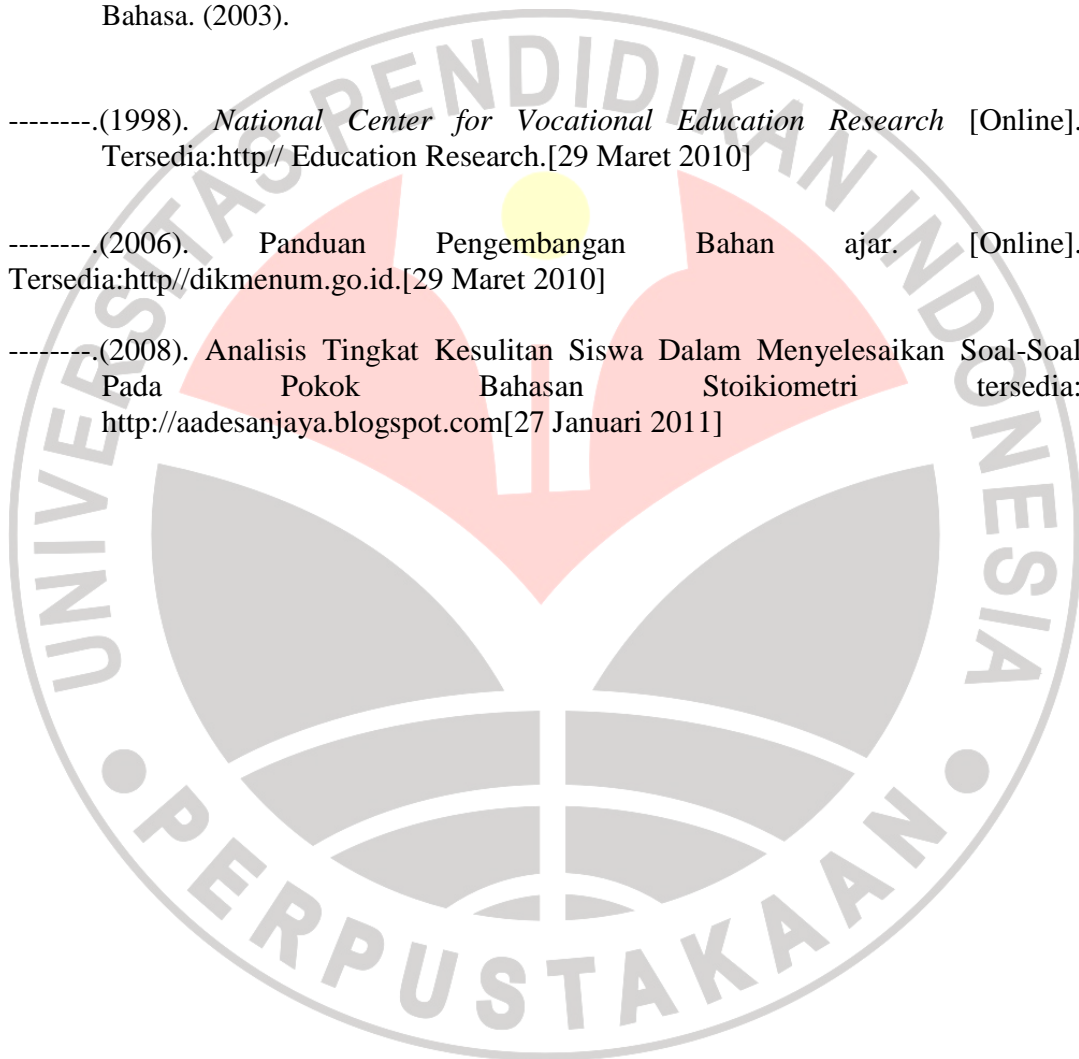 Bahasa. (2003).
--------.(1998). National Center for Vocational Education Research [Online].
Tersedia:http// Education Research.[29 Maret 2010]
--------.(2006). Panduan Pengembangan Bahan ajar. [Online].
Tersedia:http//dikmenum.go.id.[29 Maret 2010]
--------.(2008). Analisis Tingkat Kesulitan Siswa Dalam Menyelesaikan Soal-Soal
Pada Pokok Bahasan Stoikiometri tersedia:
http://aadesanjaya.blogspot.com[27 Januari 2011]
UNIVERSITAS PENDIDIKAN INDONESIA
PERPUSTAKAAN